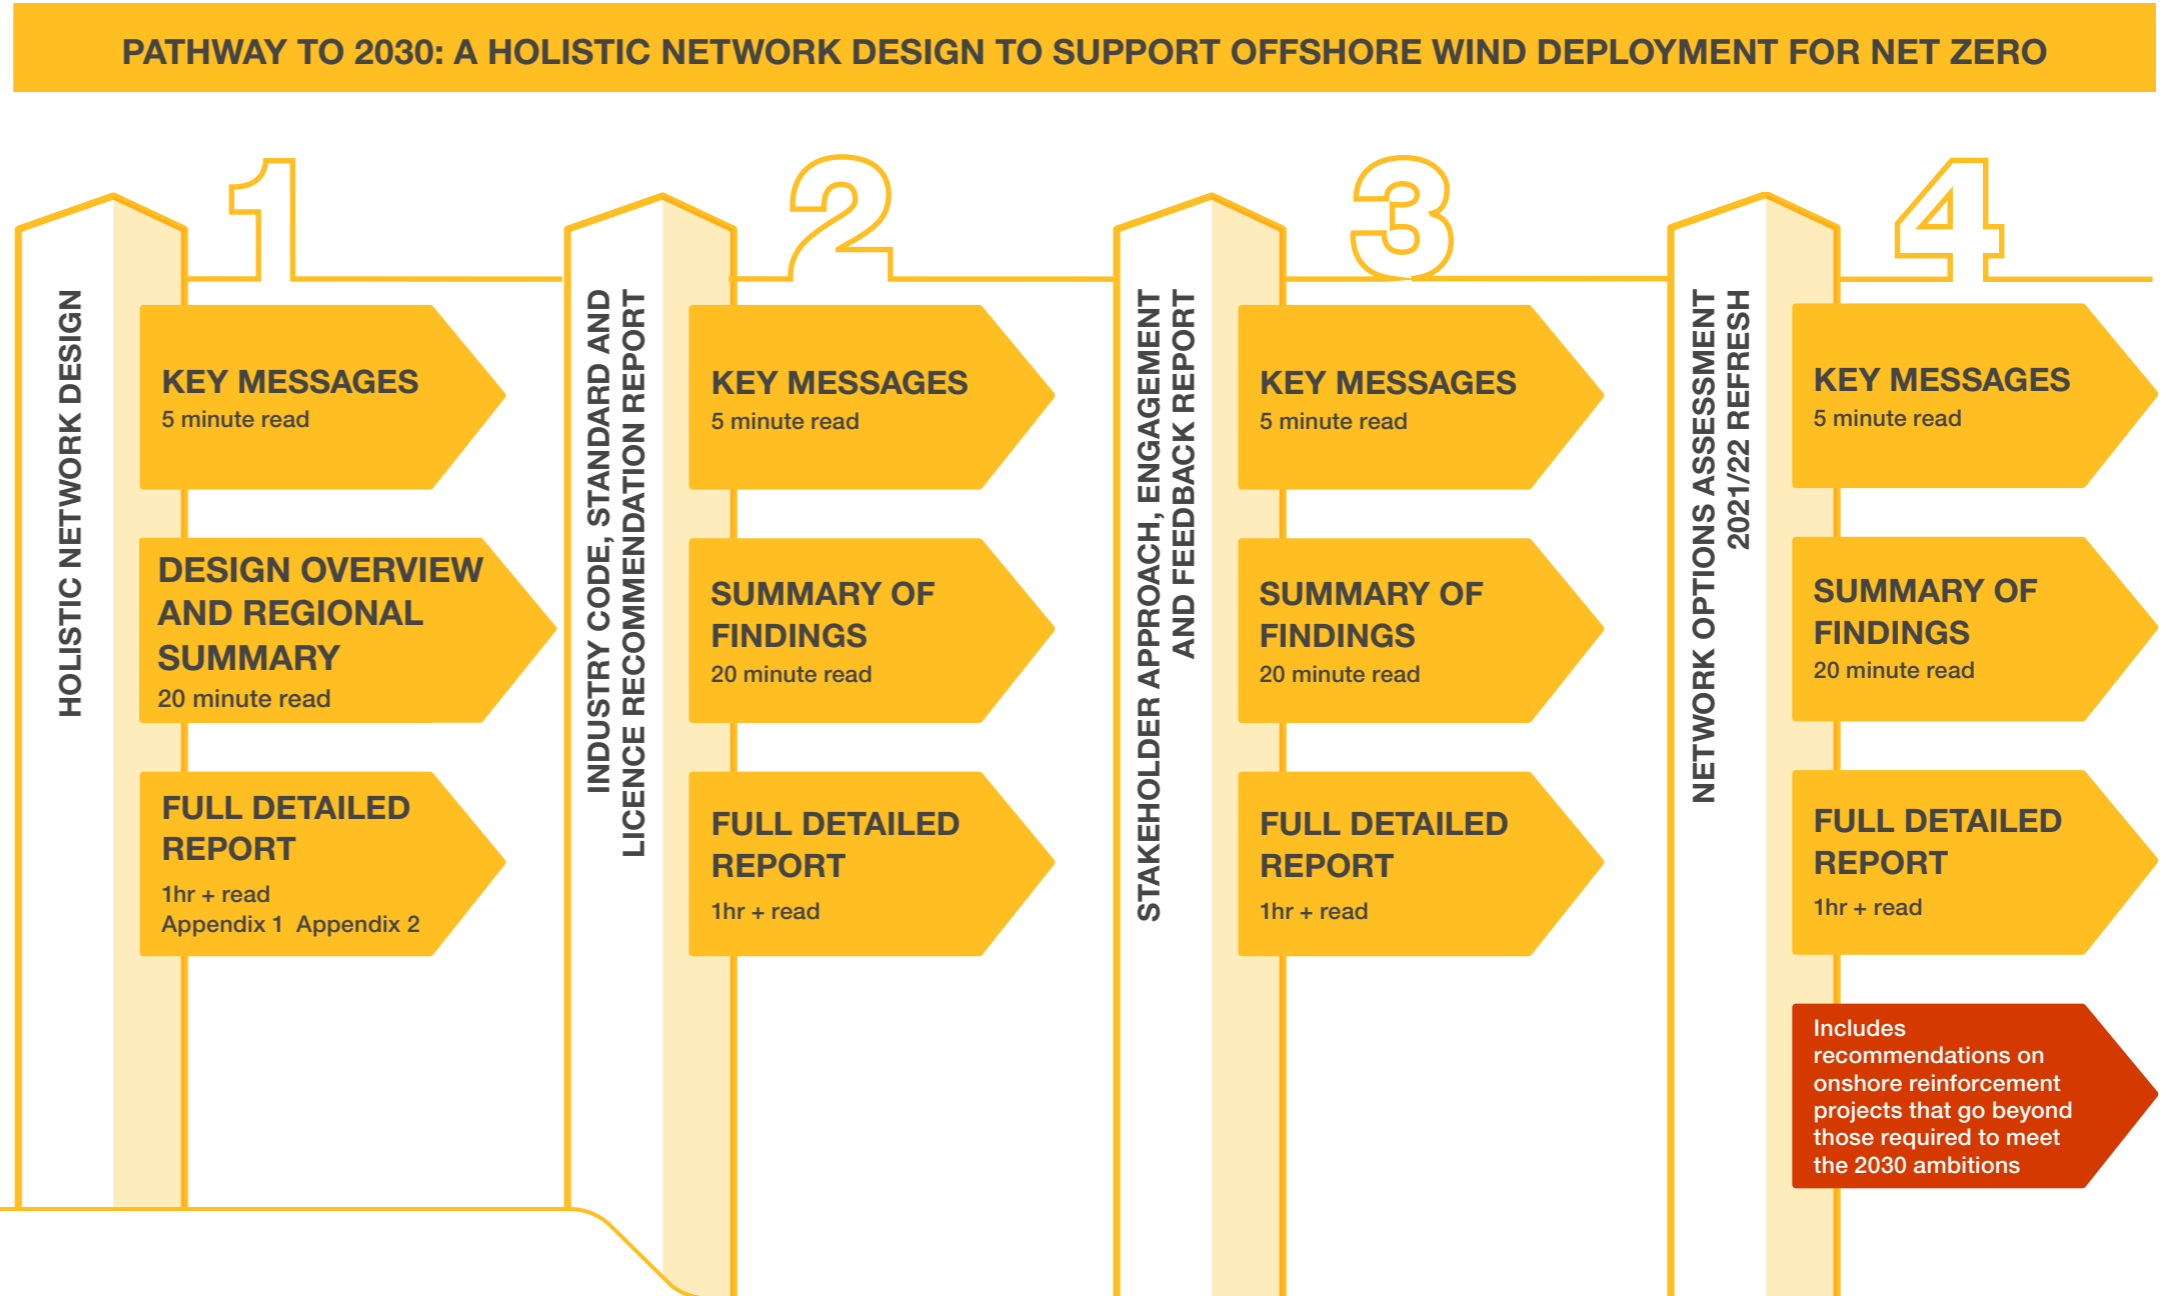 PATHWAY TO 2030: A HOLISTIC NETWORK DESIGN TO SUPPORT OFFSHORE WIND DEPLOYMENT FOR NET ZERO
1
HOLISTIC NETWORK DESIGN
KEY MESSAGES
5 minute read
DESIGN OVERVIEW
AND REGIONAL
SUMMARY
20 minute read
FULL DETAILED
REPORT
1hr + read
Appendix 1 Appendix 2
2
INDUSTRY CODE, STANDARD AND
LICENCE RECOMMENDATION REPORT
KEY MESSAGES
5 minute read
SUMMARY OF
FINDINGS
20 minute read
FULL DETAILED
REPORT
1hr + read
3
STAKEHOLDER APPROACH, ENGAGEMENT
AND FEEDBACK REPORT
KEY MESSAGES
5 minute read
SUMMARY OF
FINDINGS
20 minute read
FULL DETAILED
REPORT
1hr + read
4
NETWORK OPTIONS ASSESSMENT
2021/22 REFRESH
KEY MESSAGES
5 minute read
SUMMARY OF
FINDINGS
20 minute read
FULL DETAILED
REPORT
1hr + read
Includes
recommendations on
onshore reinforcement
projects that go beyond
those required to meet
the 2030 ambitions